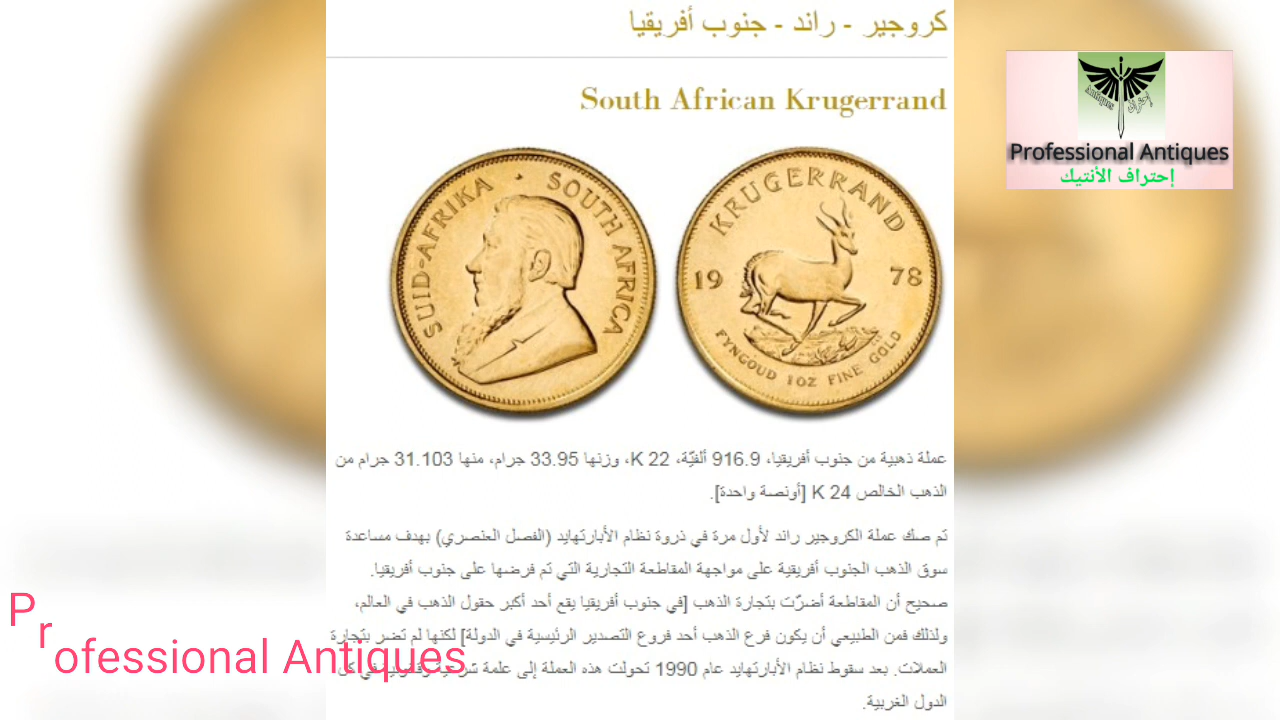 كروجير - راند - جنوب أفريقيا
South African Krugerrand
SUID-AFRIKA · SOUTH AFRICA
KRUGERRAND
19 78
FYNGOUD 1OZ FINE GOLD
Antiques إحتراف
Professional Antiques
إحتراف الأنتيك
عملة ذهبية من جنوب أفريقيا، 916.9 ألفيّة، 22 K، وزنها 33.95 جرام، منها 31.103 جرام من
الذهب الخالص 24 K [أونصة واحدة].
تم صك عملة الكروجير راند لأول مرة في ذروة نظام الأبارتهايد (الفصل العنصري) بهدف مساعدة
سوق الذهب الجنوب أفريقية على مواجهة المقاطعة التجارية التي تم فرضها على جنوب أفريقيا.
صحيح أن المقاطعة أضرّت بتجارة الذهب [في جنوب أفريقيا يقع أحد أكبر حقول الذهب في العالم،
ولذلك فمن الطبيعي أن يكون فرع الذهب أحد فروع التصدير الرئيسية في الدولة] لكنها لم تضر بتجارة
العملات. بعد سقوط نظام الأبارتهايد عام 1990 تحولت هذه العملة إلى علمة في كل
الدول الغربية.
Professional Antiques